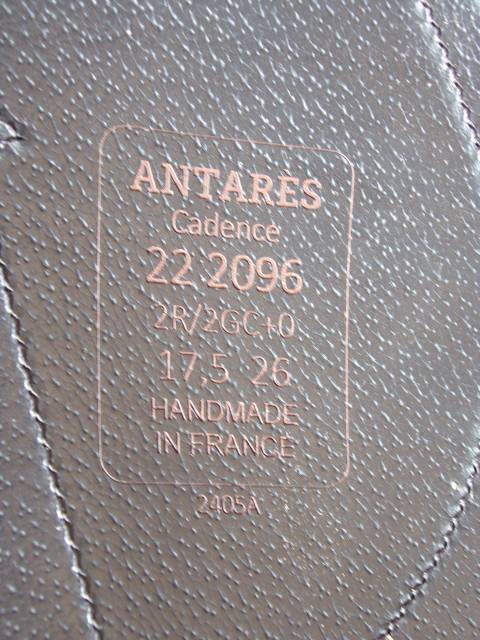 ANTARÈS
Cadence
22 2096
2R/2GC+0
17,5 26
HANDMADE
IN FRANCE
2405A